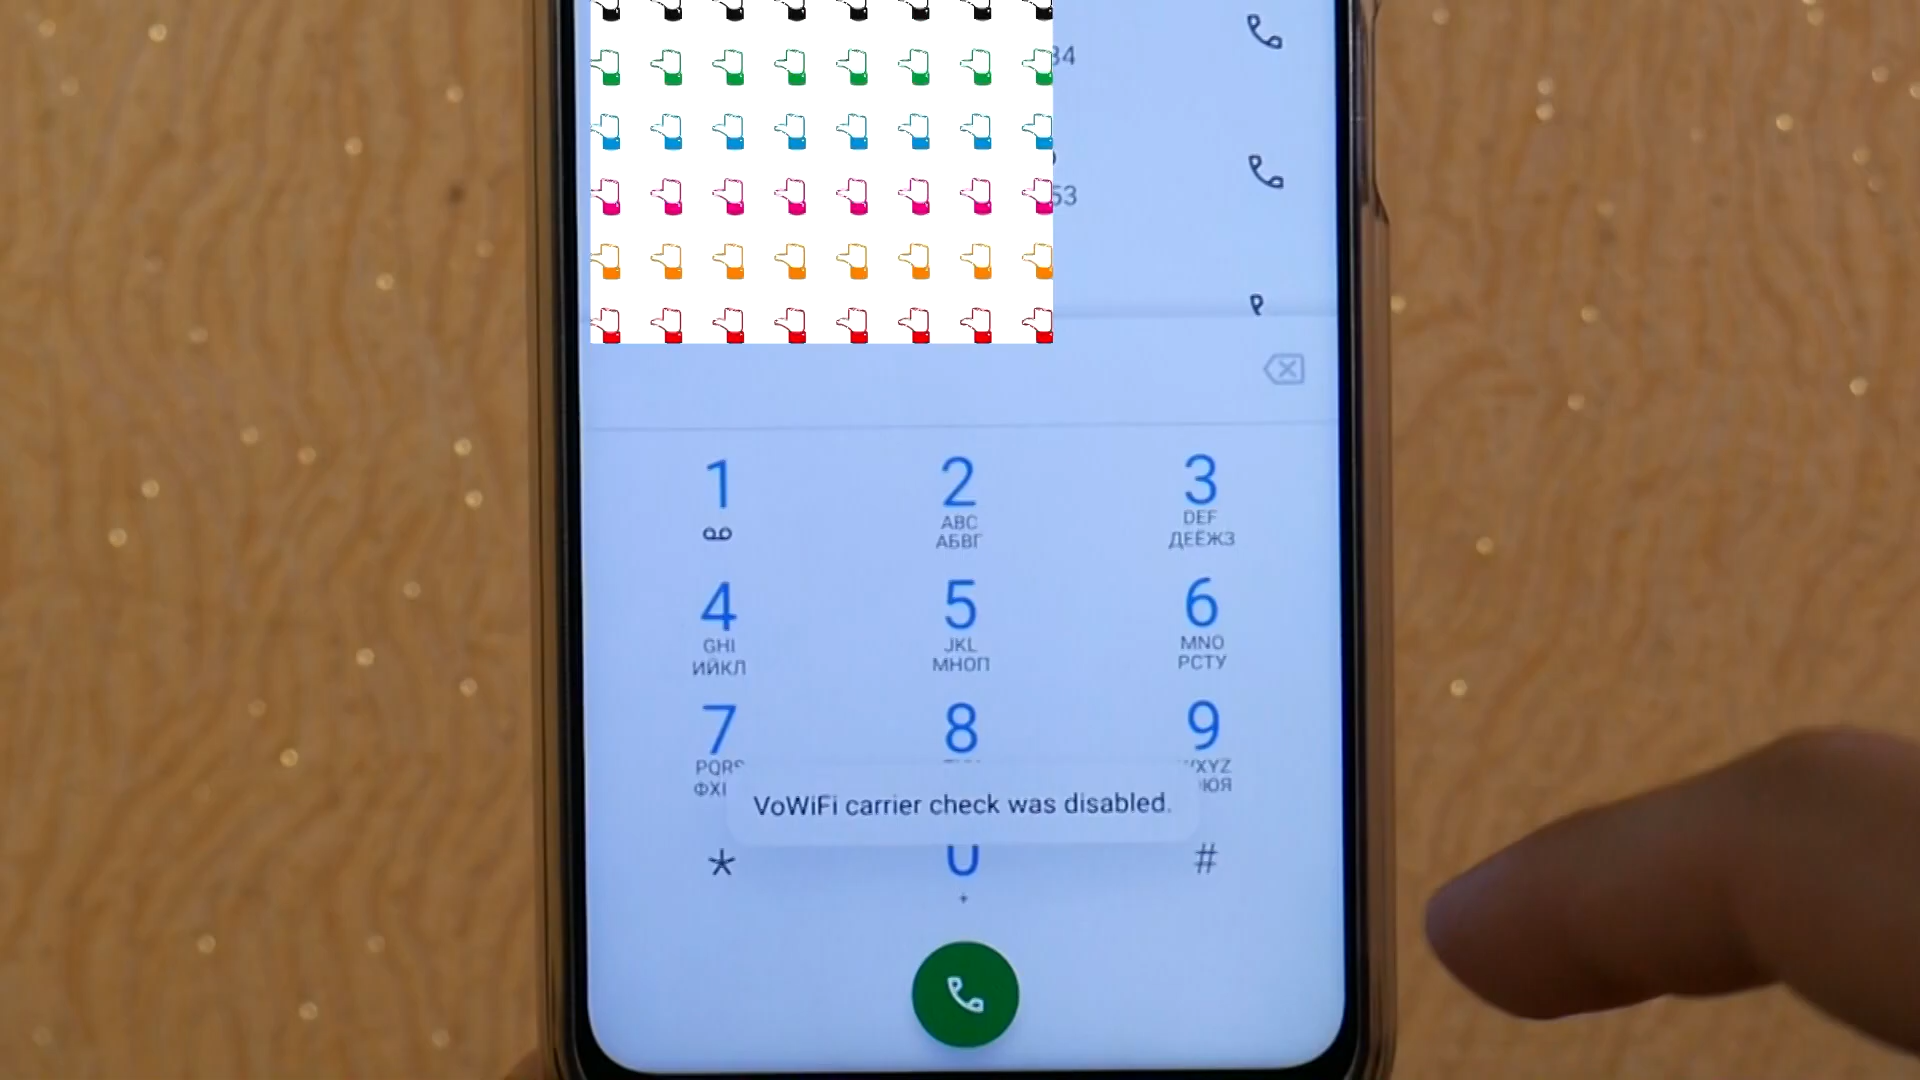 34
53
1 2 3
ABC DEF
АБВГ ДЕЁЖЗ
4 5 6
GHI JKL MNO
ИЙКЛ МНОП РСТУ
7 8 9
VoWiFi carrier check was disabled.
* 0 #
+